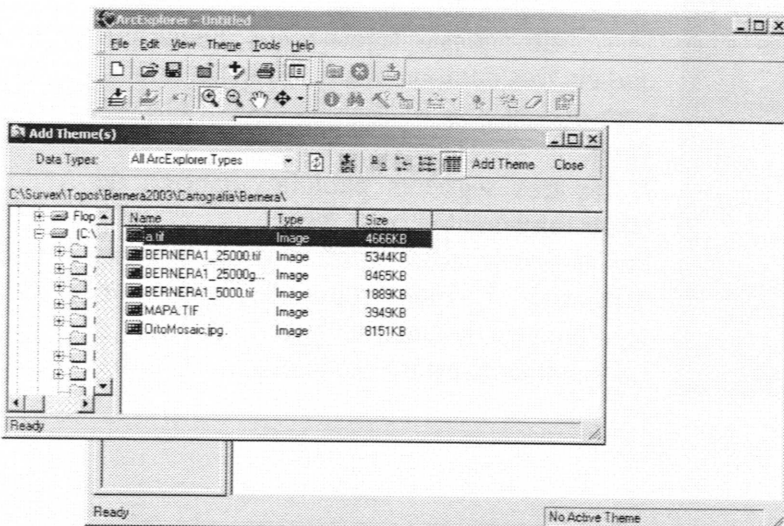 ArcExplorer - Untitled
File Edit View Theme Tools Help
Add Theme(s)
Data Types: All ArcExplorer Types Add Theme Close
C:\Survex\Topos\Bernera2003\Cartografia\Bernera\
Flop
(C:\
Name Type Size
a.tif Image 4666KB
BERNERA1_25000.tif Image 5344KB
BERNERA1_25000g... Image 8465KB
BERNERA1_5000.tif Image 1889KB
MAPA.TIF Image 3949KB
OrtoMosaic.jpg Image 8151KB
Ready
Ready No Active Theme